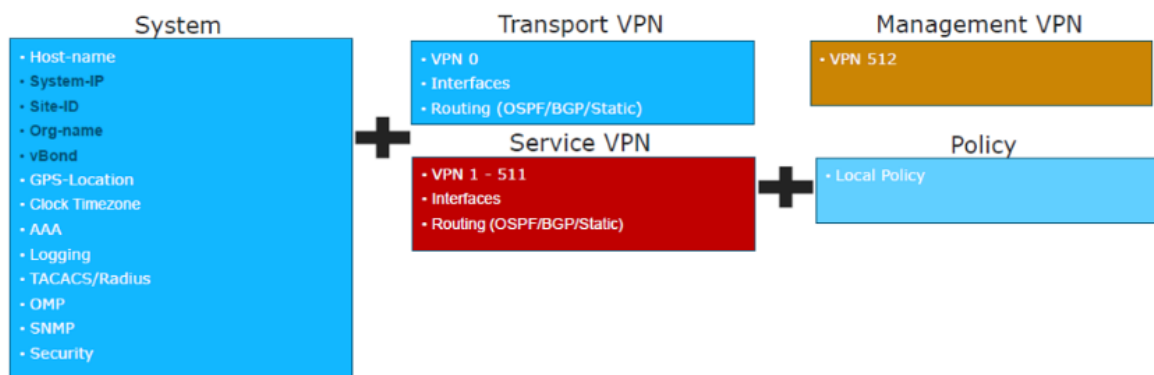 System
• Host-name
• System-IP
• Site-ID
• Org-name
• vBond
• GPS-Location
• Clock Timezone
• AAA
• Logging
• TACACS/Radius
• OMP
• SNMP
• Security
Transport VPN
• VPN 0
• Interfaces
• Routing (OSPF/BGP/Static)
Service VPN
• VPN 1 - 511
• Interfaces
• Routing (OSPF/BGP/Static)
Management VPN
• VPN 512
Policy
• Local Policy